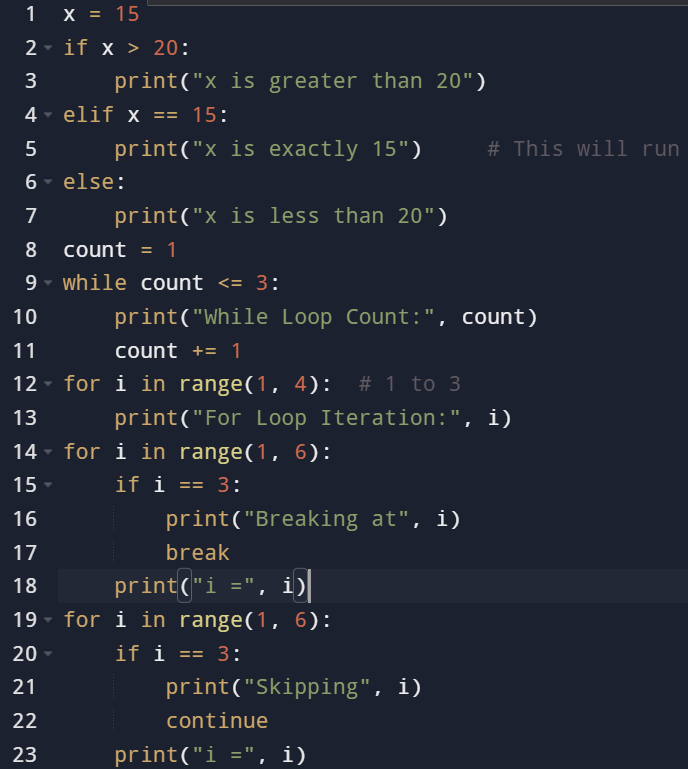 1 x = 15
2 if x > 20:
3     print("x is greater than 20")
4 elif x == 15:
5     print("x is exactly 15")     # This will run
6 else:
7     print("x is less than 20")
8 count = 1
9 while count <= 3:
10     print("While Loop Count:", count)
11     count += 1
12 for i in range(1, 4):  # 1 to 3
13     print("For Loop Iteration:", i)
14 for i in range(1, 6):
15     if i == 3:
16         print("Breaking at", i)
17         break
18     print("i =", i)
19 for i in range(1, 6):
20     if i == 3:
21         print("Skipping", i)
22         continue
23     print("i =", i)